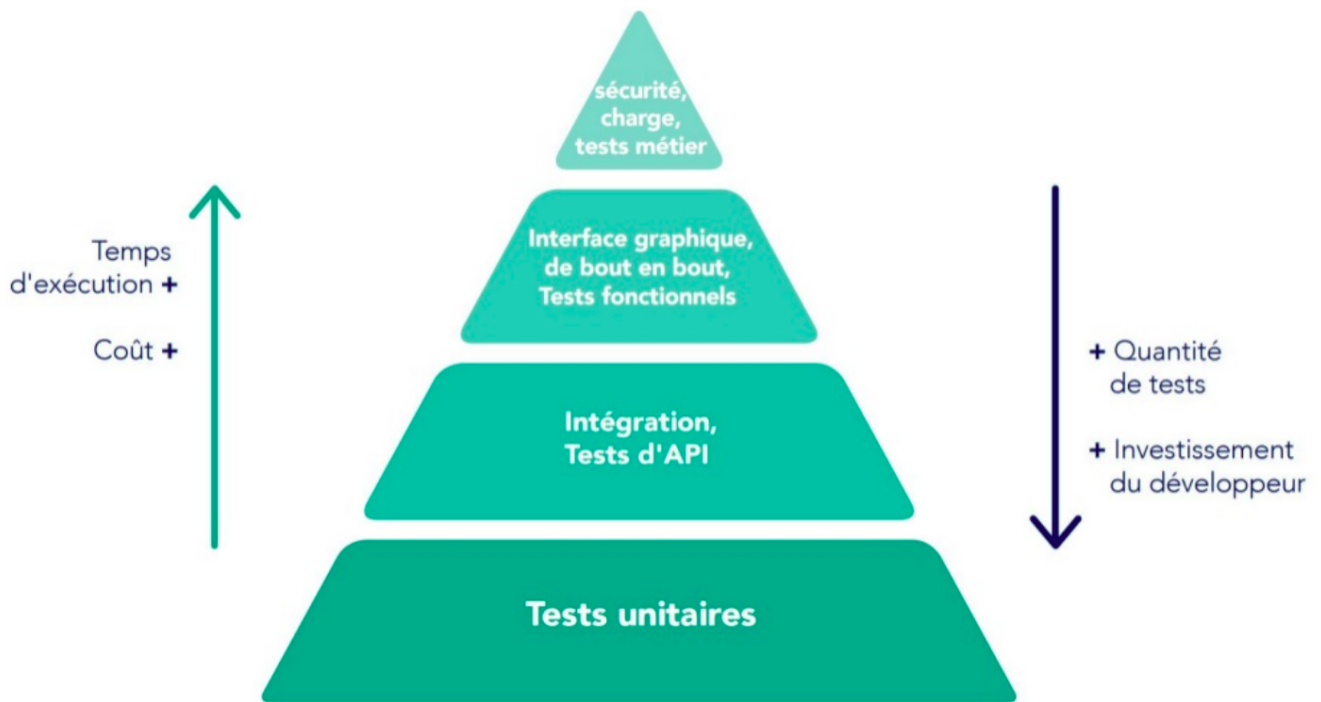 sécurité,
charge,
tests métier
Interface graphique,
de bout en bout,
Tests fonctionnels
Temps
d'exécution +
Coût +
+ Quantité
de tests
+ Investissement
du développeur
Intégration,
Tests d'API
Tests unitaires